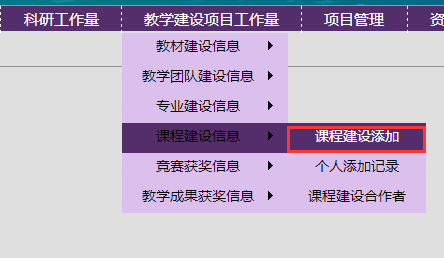 科研工作量 教学建设项目工作量 项目管理 资
教材建设信息
教学团队建设信息
专业建设信息
课程建设信息 课程建设添加
竞赛获奖信息 个人添加记录
教学成果获奖信息 课程建设合作者